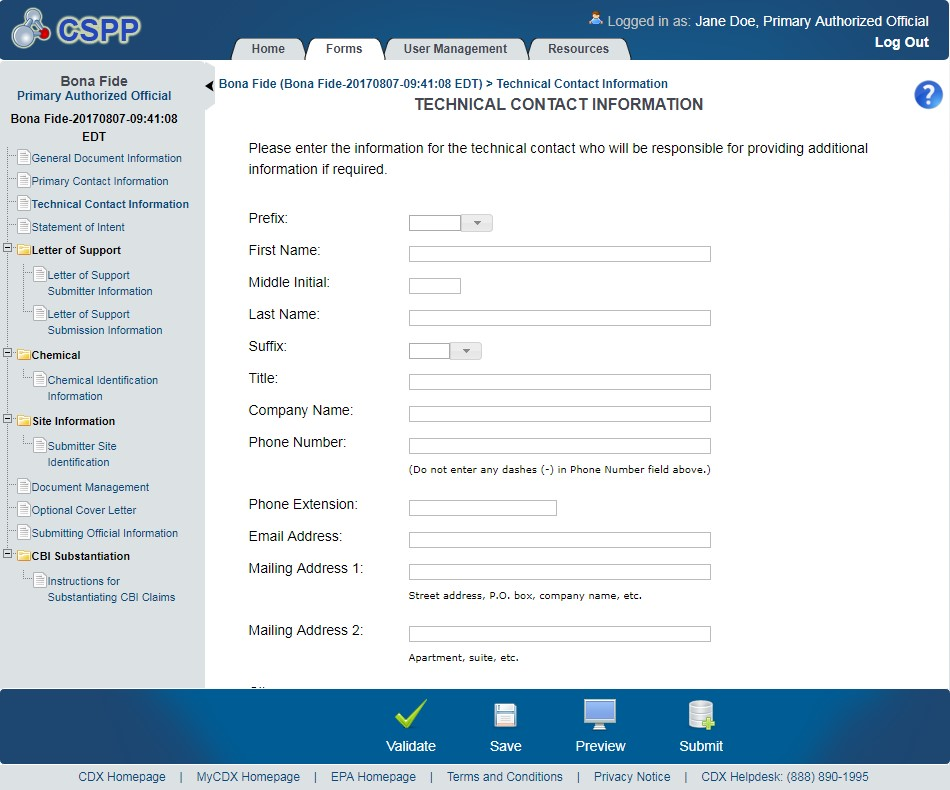 CSPP
Logged in as: Jane Doe, Primary Authorized Official
Log Out
Home
Forms
User Management
Resources
Bona Fide
Primary Authorized Official
Bona Fide-20170807-09:41:08
EDT
General Document Information
Primary Contact Information
Technical Contact Information
Statement of Intent
Letter of Support
Letter of Support
Submitter Information
Letter of Support
Submission Information
Chemical
Chemical Identification
Information
Site Information
Submitter Site
Identification
Document Management
Optional Cover Letter
Submitting Official Information
CBI Substantiation
Instructions for
Substantiating CBI Claims
Bona Fide (Bona Fide-20170807-09:41:08 EDT) > Technical Contact Information
TECHNICAL CONTACT INFORMATION
?
Please enter the information for the technical contact who will be responsible for providing additional
information if required.
Prefix:
First Name:
Middle Initial:
Last Name:
Suffix:
Title:
Company Name:
Phone Number:
(Do not enter any dashes (-) in Phone Number field above.)
Phone Extension:
Email Address:
Mailing Address 1:
Street address, P.O. box, company name, etc.
Mailing Address 2:
Apartment, suite, etc.
Validate
Save
Preview
Submit
CDX Homepage | MyCDX Homepage | EPA Homepage | Terms and Conditions | Privacy Notice | CDX Helpdesk: (888) 890-1995